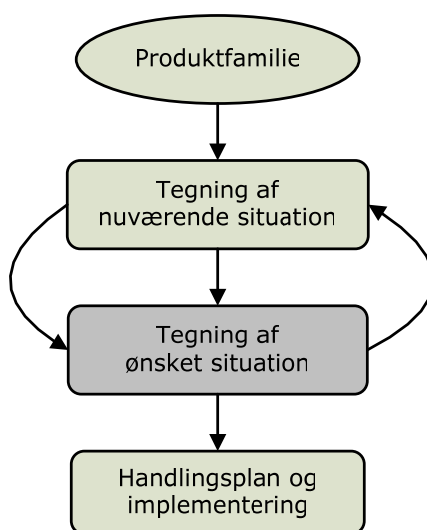 Produktfamilie
Tegning af
nuværende situation
Tegning af
ønsket situation
Handlingsplan og
implementering